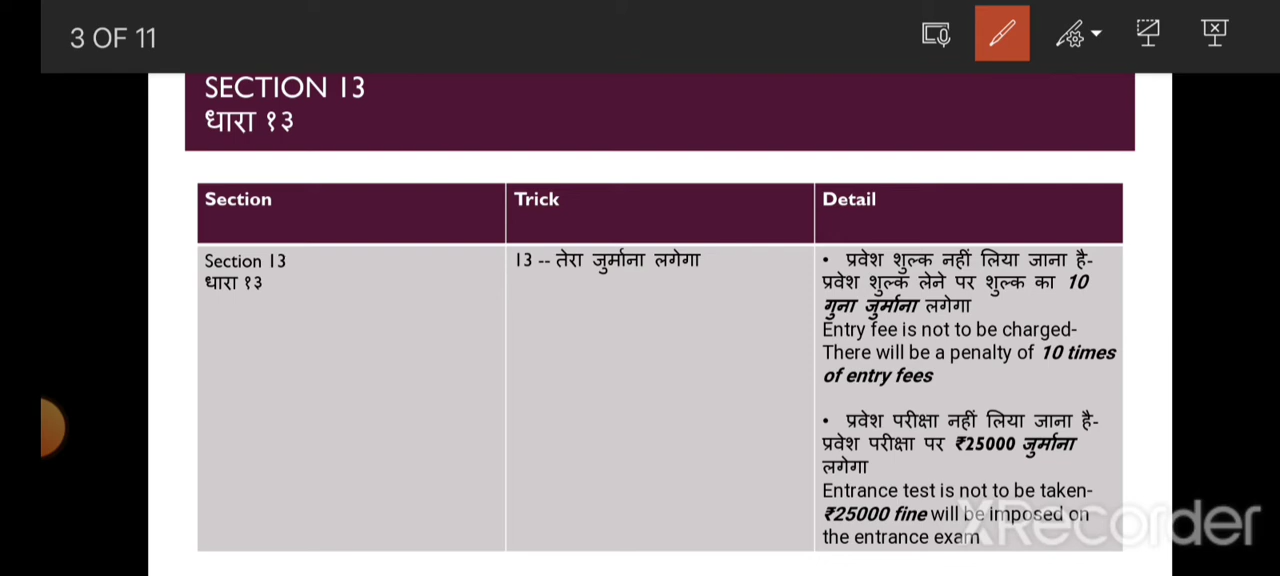 3 OF 11
SECTION 13
धारा १३
Section
Trick
Detail
Section 13
धारा १३
13 -- तेरा जुर्माना लगेगा
• प्रवेश शुल्क नहीं लिया जाना है-
प्रवेश शुल्क लेने पर शुल्क का 10
गुना जुर्माना लगेगा
Entry fee is not to be charged-
There will be a penalty of 10 times
of entry fees
• प्रवेश परीक्षा नहीं लिया जाना है-
प्रवेश परीक्षा पर ₹25000 जुर्माना
लगेगा
Entrance test is not to be taken-
₹25000 fine will be imposed on
the entrance exam
XRecorder